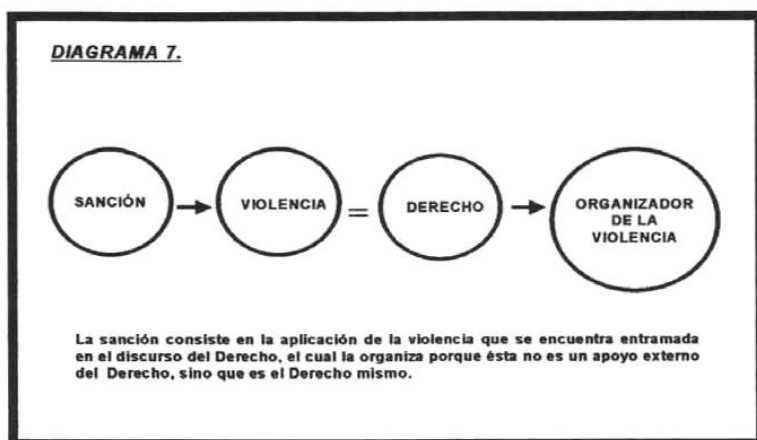 DIAGRAMA 7.
SANCIÓN → VIOLENCIA = DERECHO → ORGANIZADOR
DE LA
VIOLENCIA
La sanción consiste en la aplicación de la violencia que se encuentra entramada
en el discurso del Derecho, el cual la organiza porque ésta no es un apoyo externo
del Derecho, sino que es el Derecho mismo.